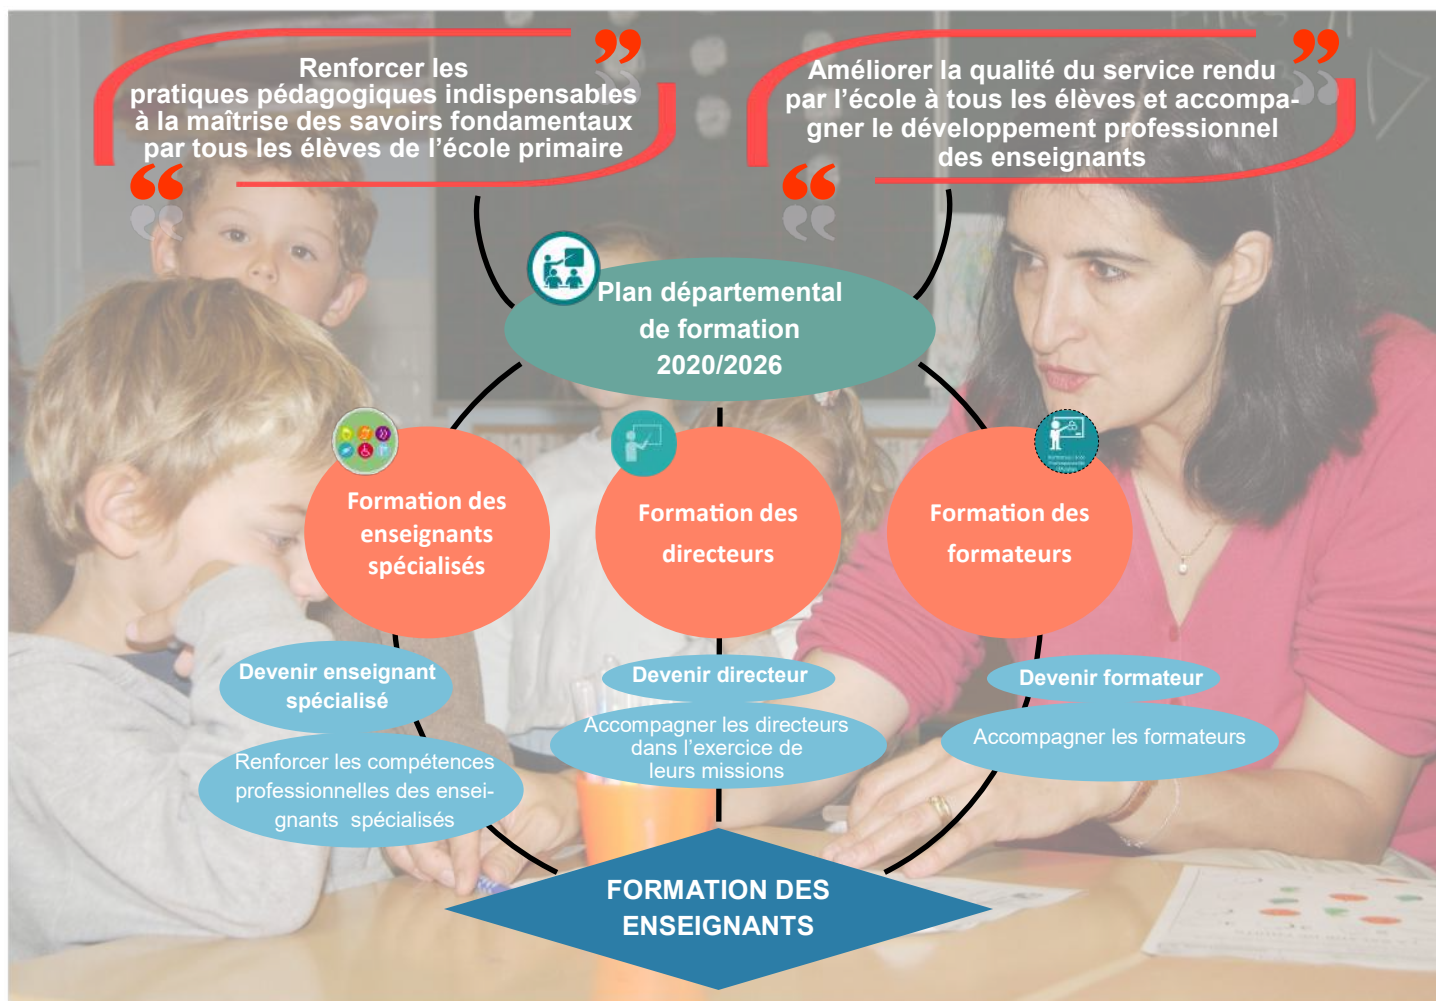 Renforcer les
pratiques pédagogiques indispensables
à la maîtrise des savoirs fondamentaux
par tous les élèves de l'école primaire
Améliorer la qualité du service rendu
par l'école à tous les élèves et accompa-
gner le développement professionnel
des enseignants
Plan départemental
de formation
2020/2026
Formation des
enseignants
spécialisés
Formation des
directeurs
Formation des
formateurs
Devenir enseignant
spécialisé
Renforcer les compétences
professionnelles des ensei-
gnants spécialisés
Devenir directeur
Accompagner les directeurs
dans l'exercice de
leurs missions
Devenir formateur
Accompagner les formateurs
FORMATION DES
ENSEIGNANTS